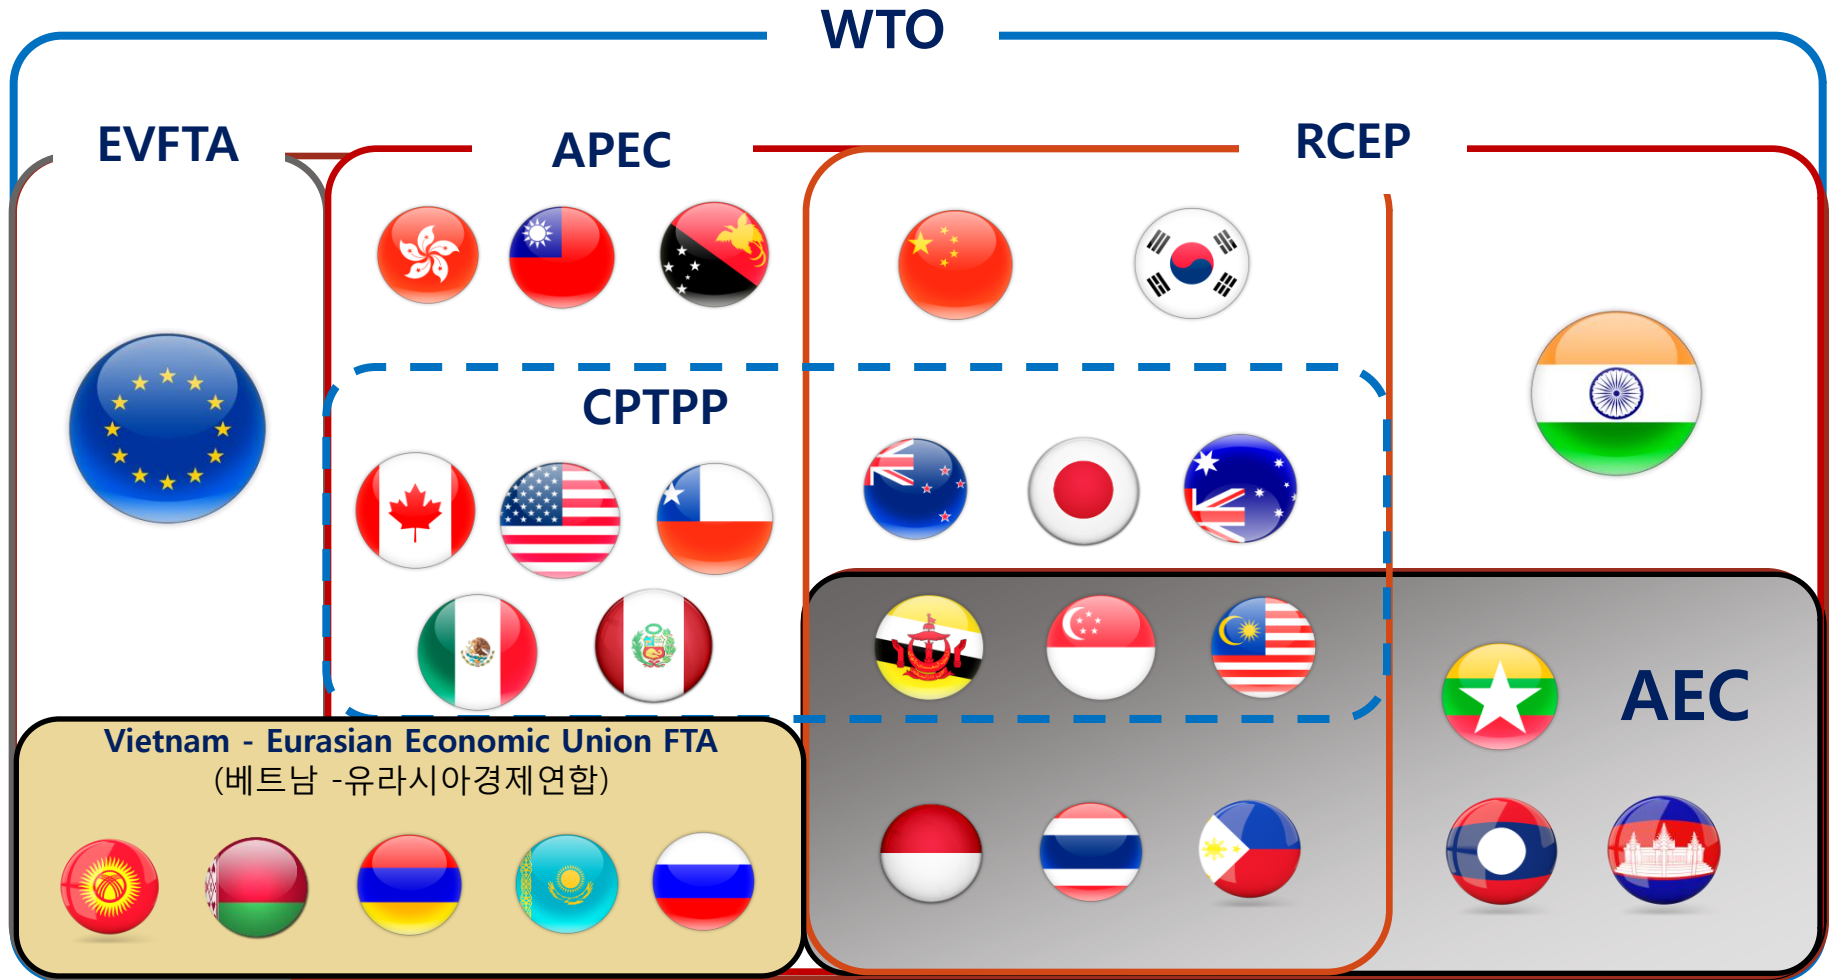 WTO
EVFTA
APEC
RCEP
CPTPP
AEC
Vietnam - Eurasian Economic Union FTA
(베트남 -유라시아경제연합)